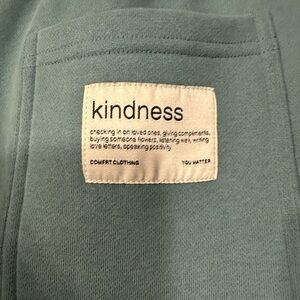 kindness
checking in on loved ones, giving compliments,
buying someone flowers, listening well, writing
love letters, speaking positivity
COMFRT CLOTHING YOU MATTER